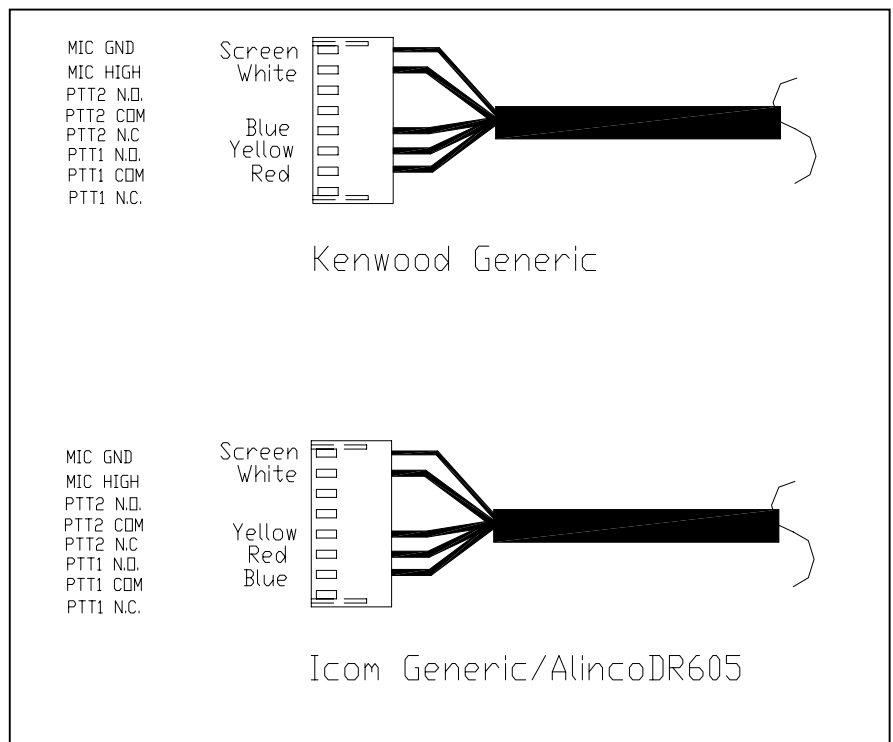 MIC GND
MIC HIGH
PTT2 N.O.
PTT2 COM
PTT2 N.C
PTT1 N.O.
PTT1 COM
PTT1 N.C.
Screen
White
Blue
Yellow
Red
Kenwood Generic
MIC GND
MIC HIGH
PTT2 N.O.
PTT2 COM
PTT2 N.C
PTT1 N.O.
PTT1 COM
PTT1 N.C.
Screen
White
Yellow
Red
Blue
Icom Generic/AlincoDR605